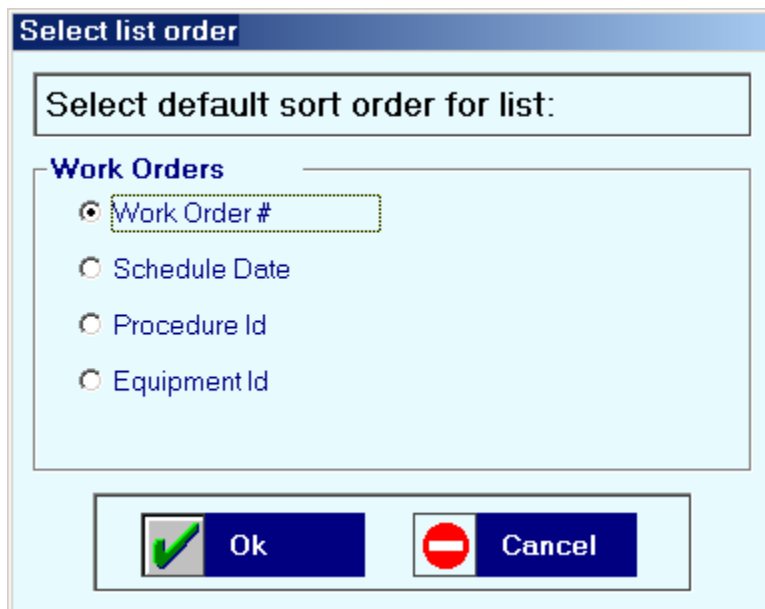 Select list order
Select default sort order for list:
Work Orders
Work Order #
Schedule Date
Procedure Id
Equipment Id
Ok
Cancel